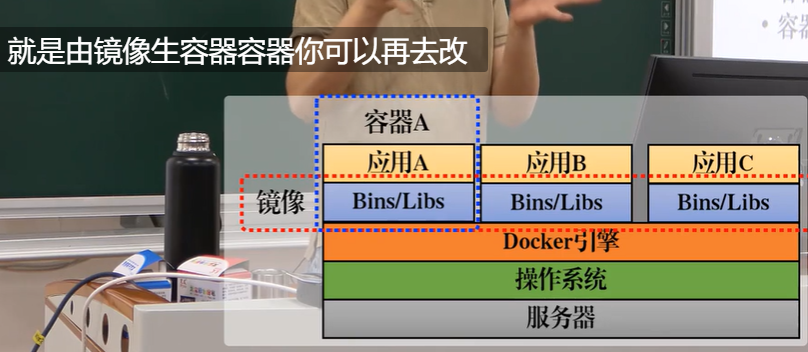 • 容器
就是由镜像生容器容器你可以再去改
容器A
应用A 应用B 应用C
镜像 Bins/Libs Bins/Libs Bins/Libs
Docker引擎
操作系统
服务器